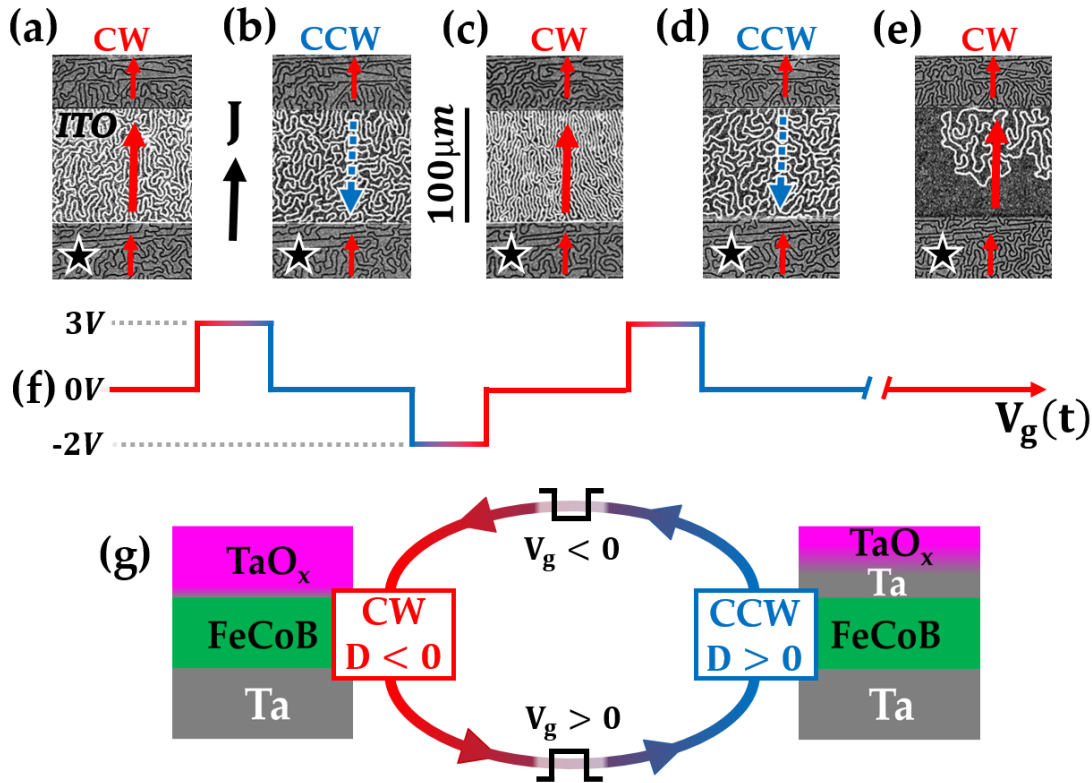 (a) CW (b) CCW (c) CW (d) CCW (e) CW
ITO
J
100μm
3V
(f) 0V
-2V
V_g(t)
(g)
V_g < 0
TaO_x
FeCoB
Ta
CW
D < 0
CCW
D > 0
TaO_x
Ta
FeCoB
Ta
V_g > 0